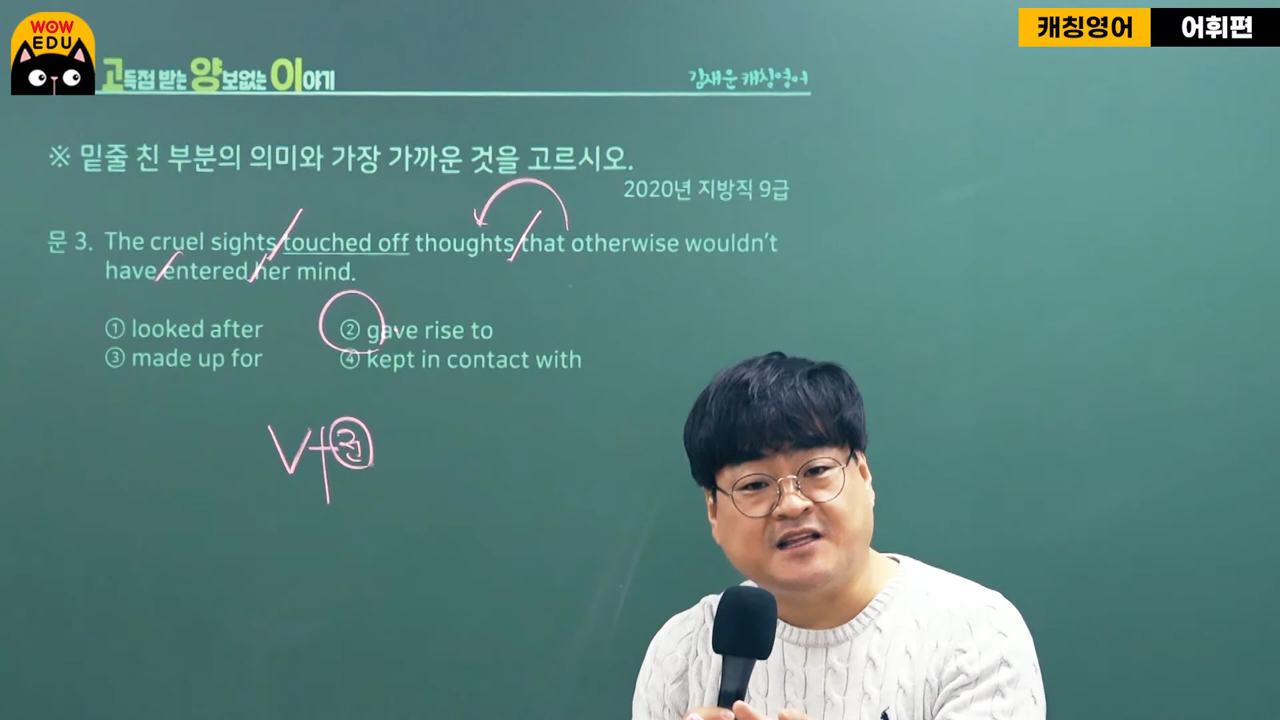 WOW
EDU
캐칭영어 어휘편
고득점 받는 양보없는 이야기
김재운 캐칭영어
※ 밑줄 친 부분의 의미와 가장 가까운 것을 고르시오.
2020년 지방직 9급
문 3. The cruel sights touched off thoughts that otherwise wouldn't
have entered her mind.
① looked after ② gave rise to
③ made up for ④ kept in contact with
V+전